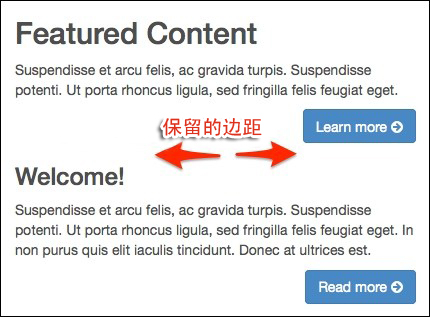 Featured Content
Suspendisse et arcu felis, ac gravida turpis. Suspendisse
potenti. Ut porta rhoncus ligula, sed fringilla felis feugiat eget.
Learn more
保留的边距
Welcome!
Suspendisse et arcu felis, ac gravida turpis. Suspendisse
potenti. Ut porta rhoncus ligula, sed fringilla felis feugiat eget. In
non purus quis elit iaculis tincidunt. Donec at ultrices est.
Read more